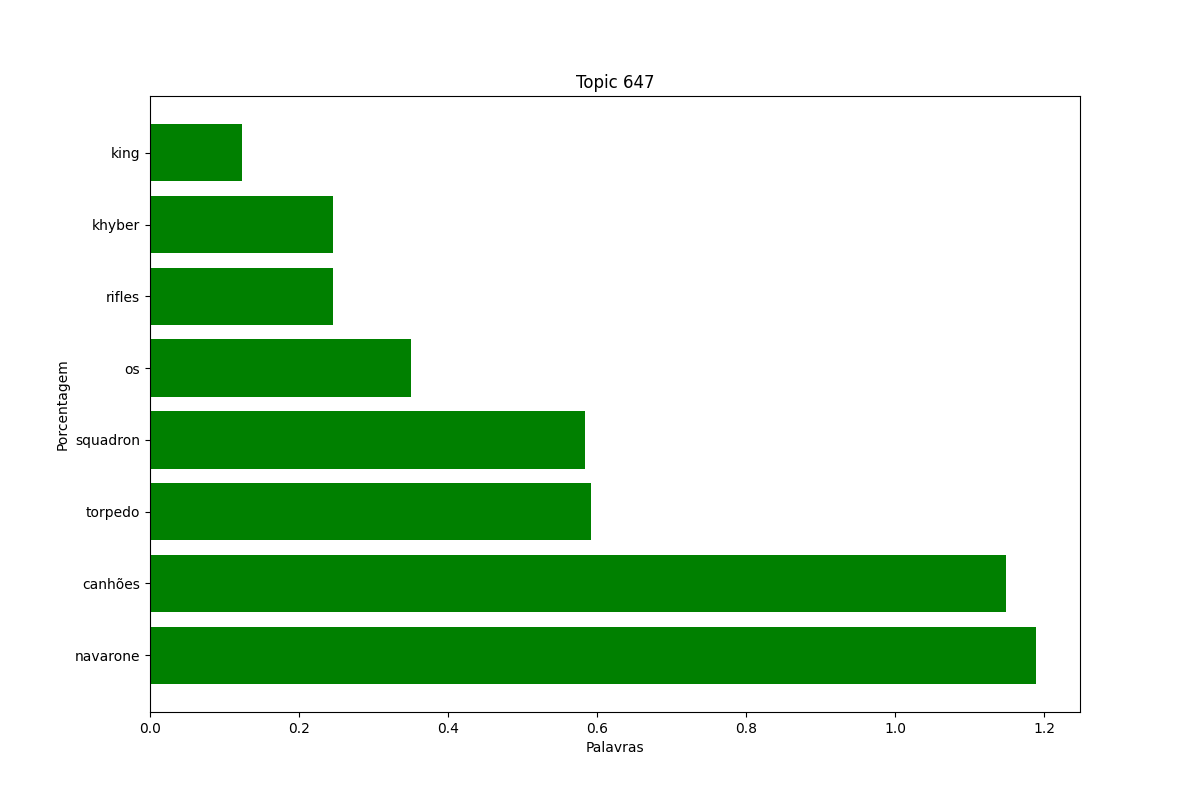 Topic 647
king
khyber
rifles
os
squadron
torpedo
canhões
navarone
Porcentagem
0.0 0.2 0.4 0.6 0.8 1.0 1.2
Palavras